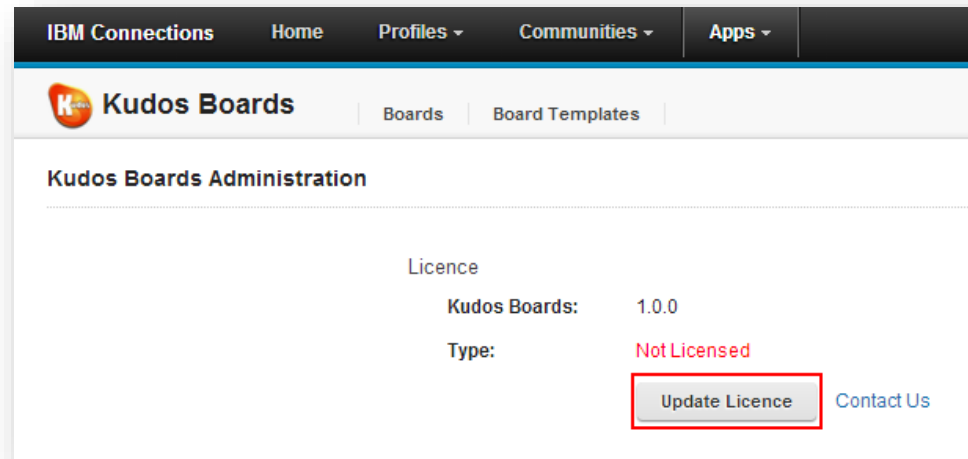 IBM Connections Home Profiles Communities Apps
Kudos Kudos Boards Boards Board Templates
Kudos Boards Administration
Licence
Kudos Boards: 1.0.0
Type: Not Licensed
Update Licence Contact Us